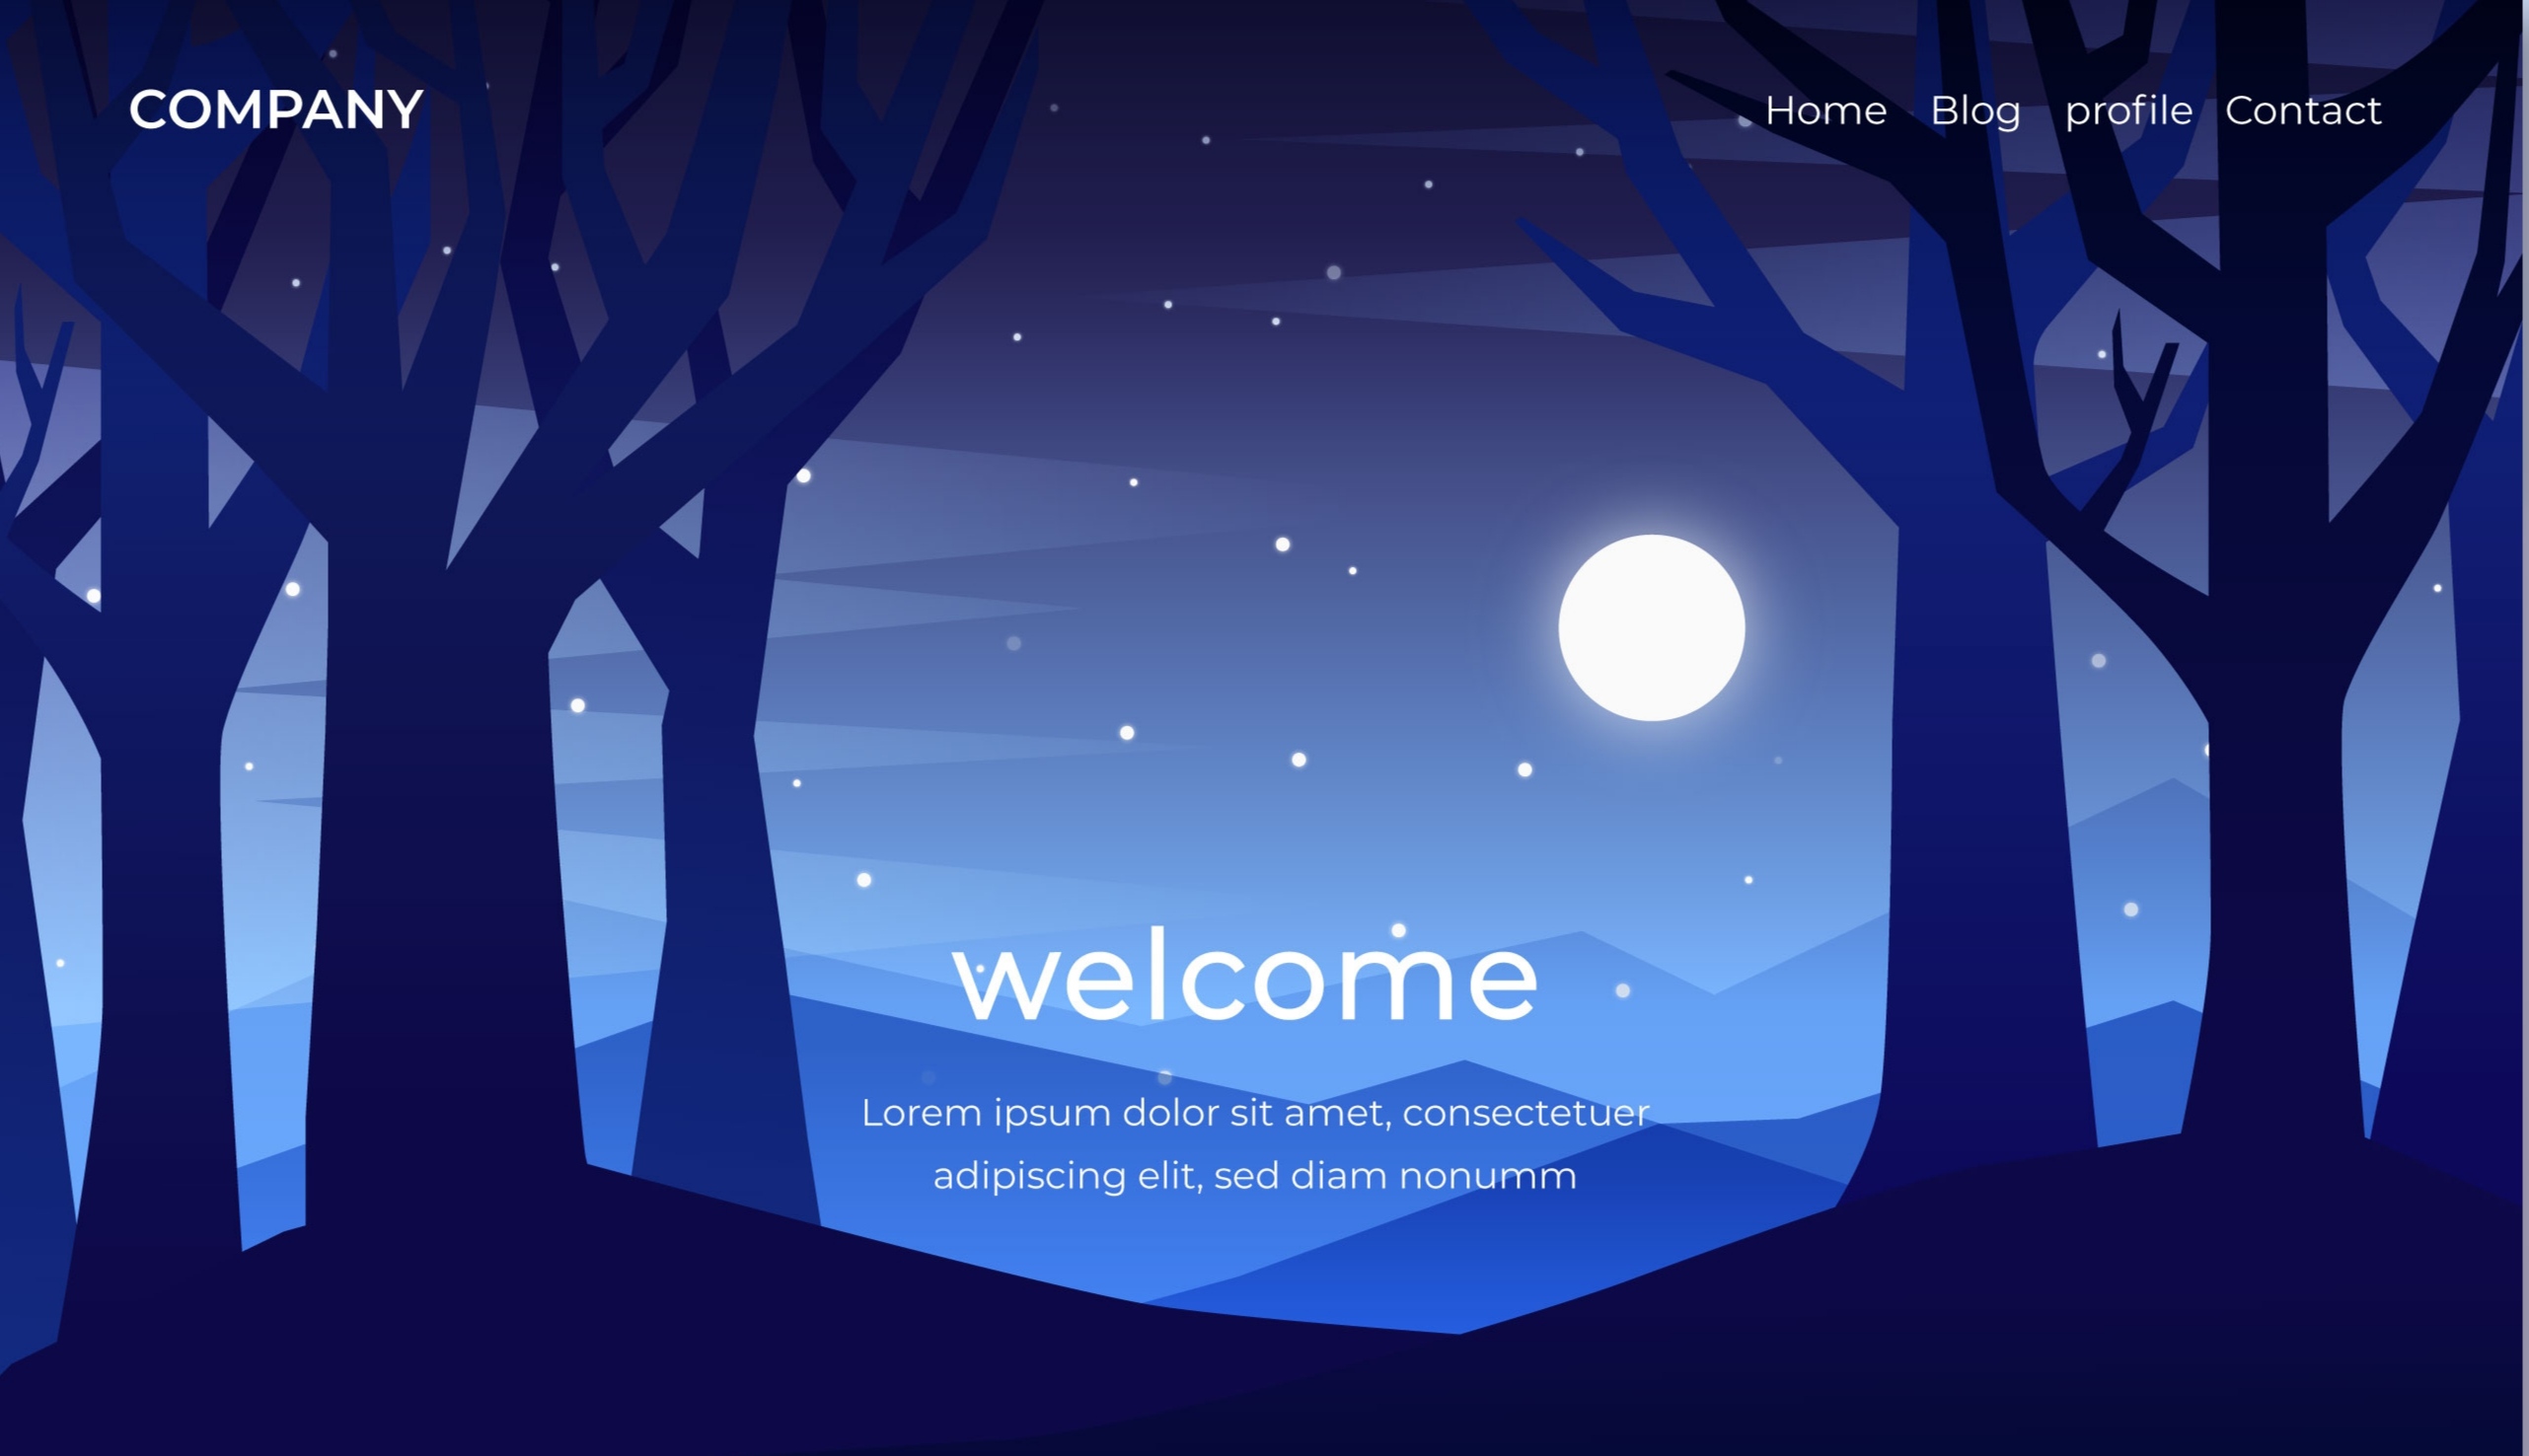 COMPANY
Home Blog profile Contact
welcome
Lorem ipsum dolor sit amet, consectetuer
adipiscing elit, sed diam nonumm